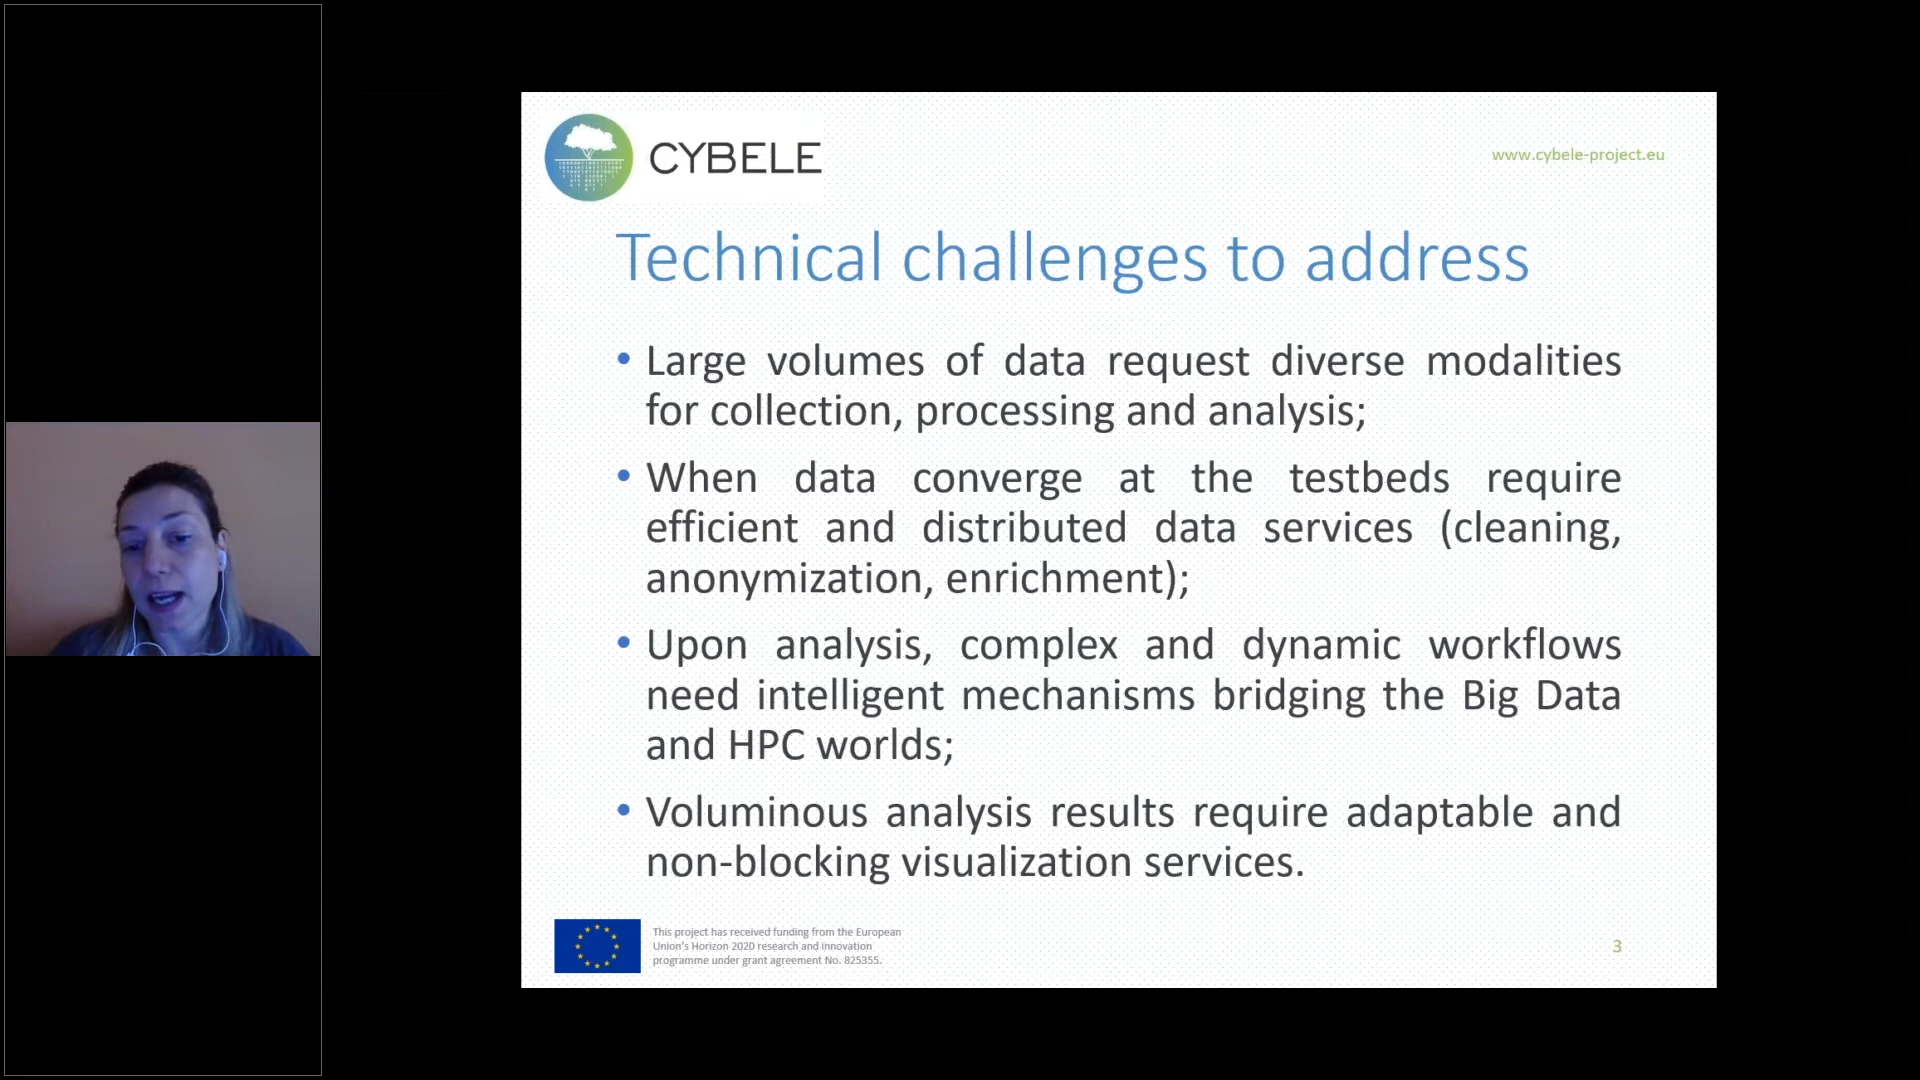 CYBELE
www.cybele-project.eu
Technical challenges to address
• Large volumes of data request diverse modalities
for collection, processing and analysis;
• When data converge at the testbeds require
efficient and distributed data services (cleaning,
anonymization, enrichment);
• Upon analysis, complex and dynamic workflows
need intelligent mechanisms bridging the Big Data
and HPC worlds;
• Voluminous analysis results require adaptable and
non-blocking visualization services.
This project has received funding from the European
Union's Horizon 2020 research and innovation
programme under grant agreement No. 825355.
3